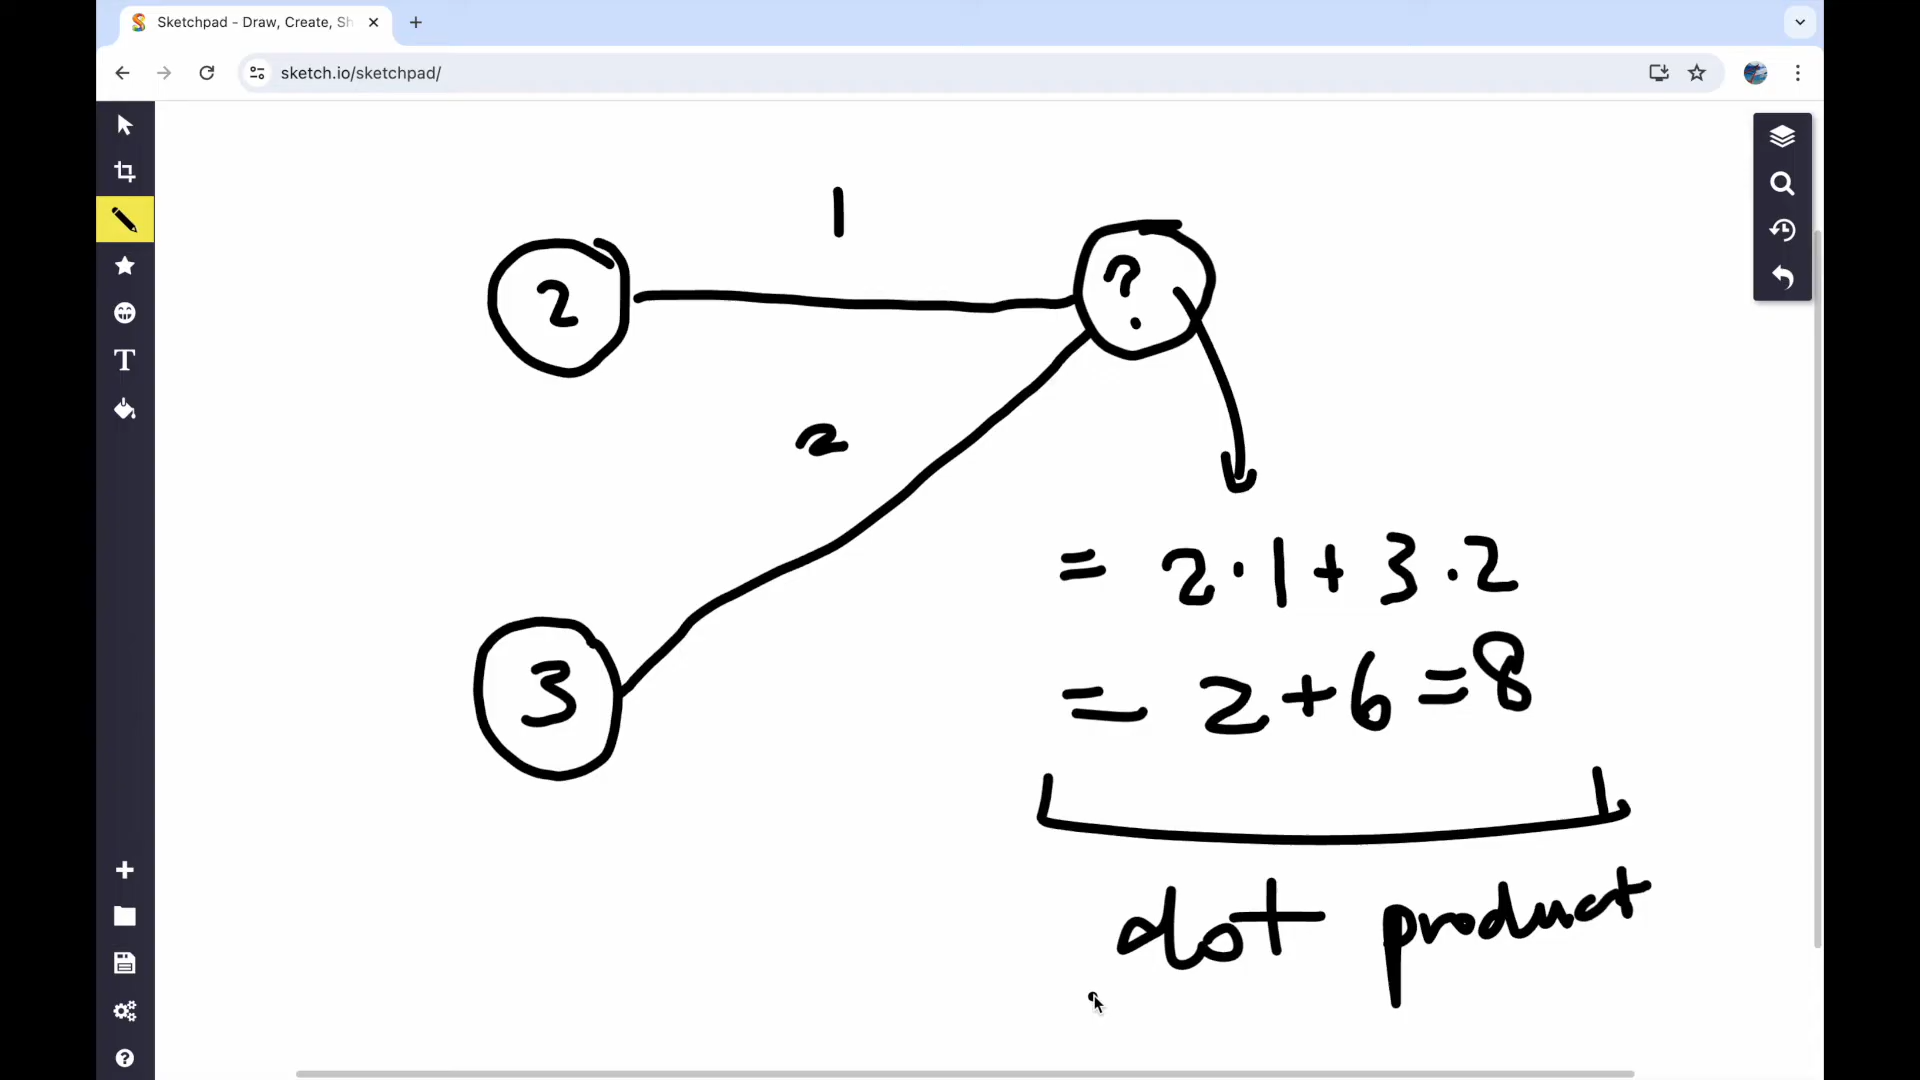 Sketchpad - Draw, Create, Sh
sketch.io/sketchpad/
1
2
?
2
3
= 2·1+3·2
= 2+6=8
dot product